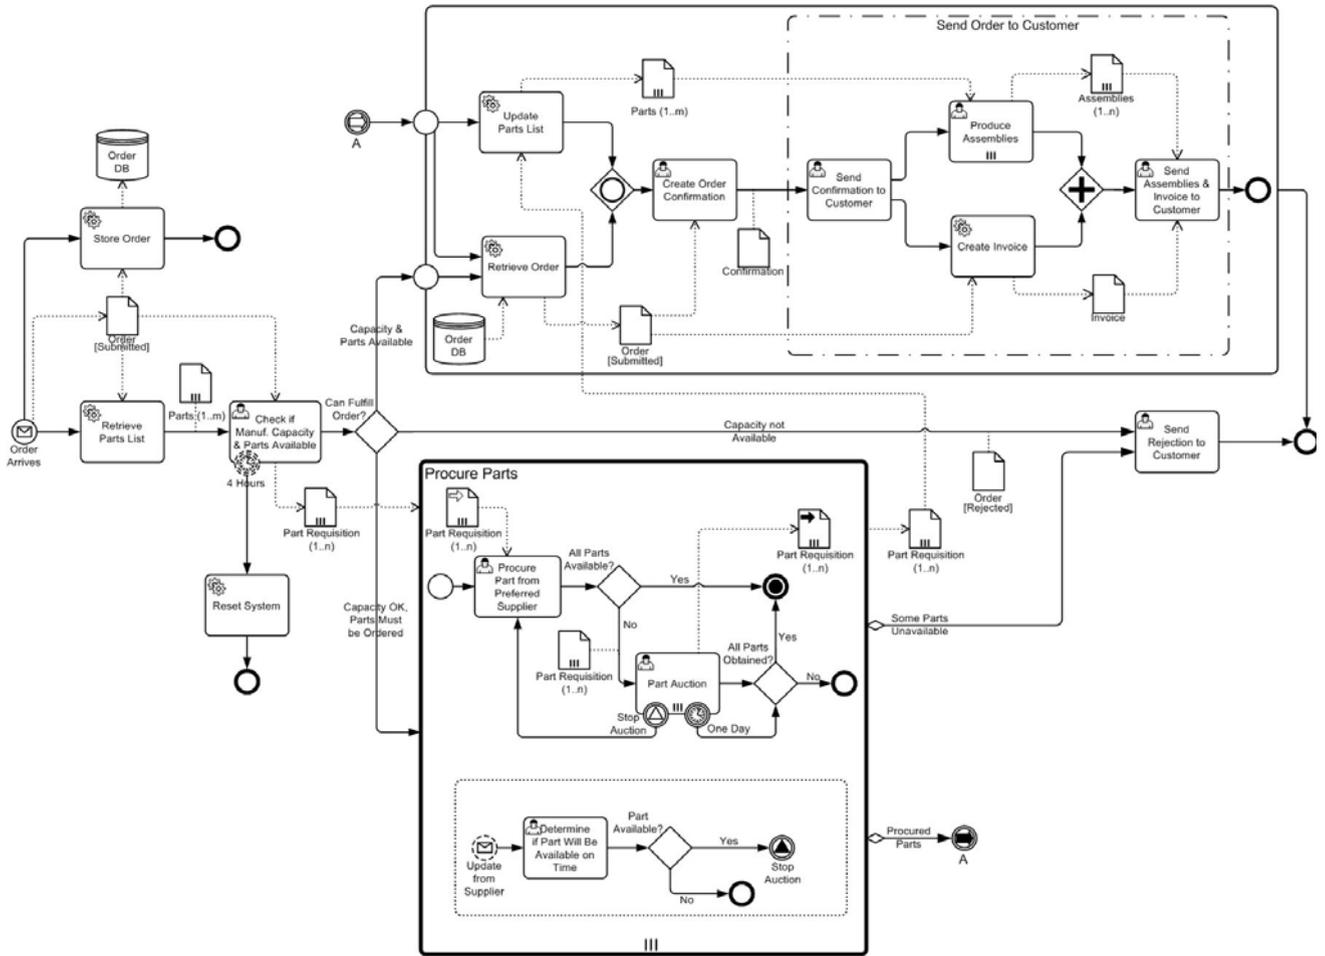 Send Order to Customer
A
Update
Parts List
Parts (1..m)
Produce
Assemblies
Assemblies
(1..n)
Order
DB
Store Order
Create Order
Confirmation
Send
Confirmation to
Customer
Send
Assemblies &
Invoice to
Customer
Retrieve Order
Confirmation
Create Invoice
Invoice
Order
DB
Order
[Submitted]
Capacity &
Parts Available
Order
[Submitted]
Order
Arrives
Retrieve
Parts List
Parts (1..m)
Check if
Manuf. Capacity
& Parts Available
4 Hours
Can Fulfill
Order?
Capacity not
Available
Send
Rejection to
Customer
Order
[Rejected]
Reset System
Part Requisition
(1..n)
Capacity OK,
Parts Must
be Ordered
Procure Parts
Part Requisition
(1..n)
Procure
Part from
Preferred
Supplier
All Parts
Available?
Yes
No
Part Requisition
(1..n)
Part Requisition
(1..n)
Part Requisition
(1..n)
Part Auction
Stop
Auction
One Day
All Parts
Obtained?
Yes
No
Some Parts
Unavailable
Update
from
Supplier
Determine
if Part Will Be
Available on
Time
Part
Available?
Yes
No
Stop
Auction
Procured
Parts
A